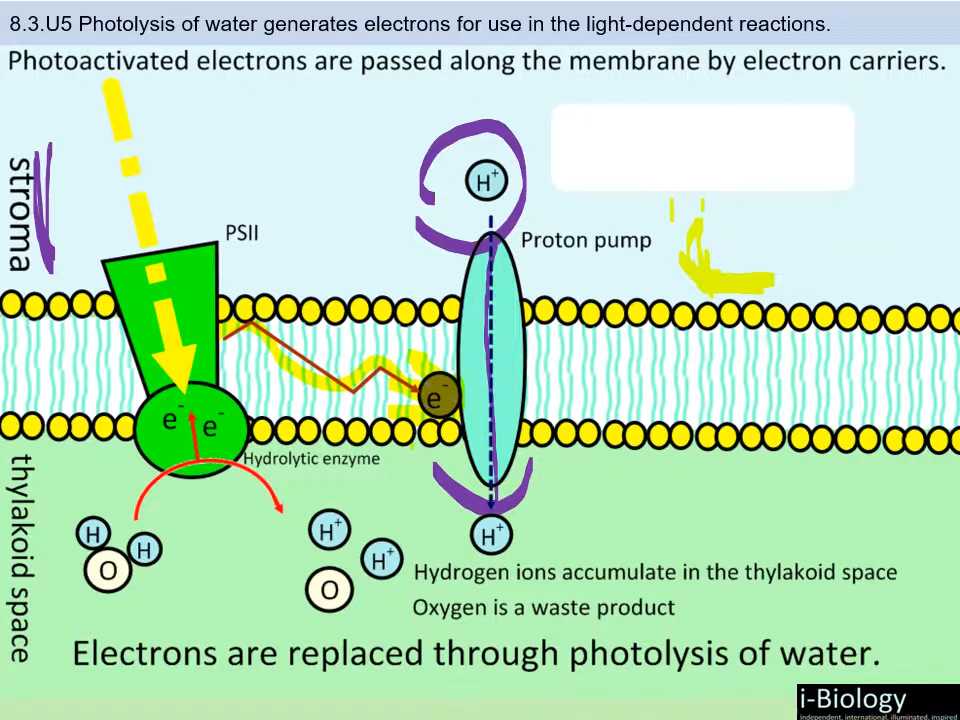 8.3.U5 Photolysis of water generates electrons for use in the light-dependent reactions.
Photoactivated electrons are passed along the membrane by electron carriers.
stroma
H+
PSII
Proton pump
e-
e- e-
Hydrolytic enzyme
thylakoid space
H
H
O
H+
H+
O
H+
Hydrogen ions accumulate in the thylakoid space
Oxygen is a waste product
Electrons are replaced through photolysis of water.
i-Biology
independent, international, illuminated, inspired